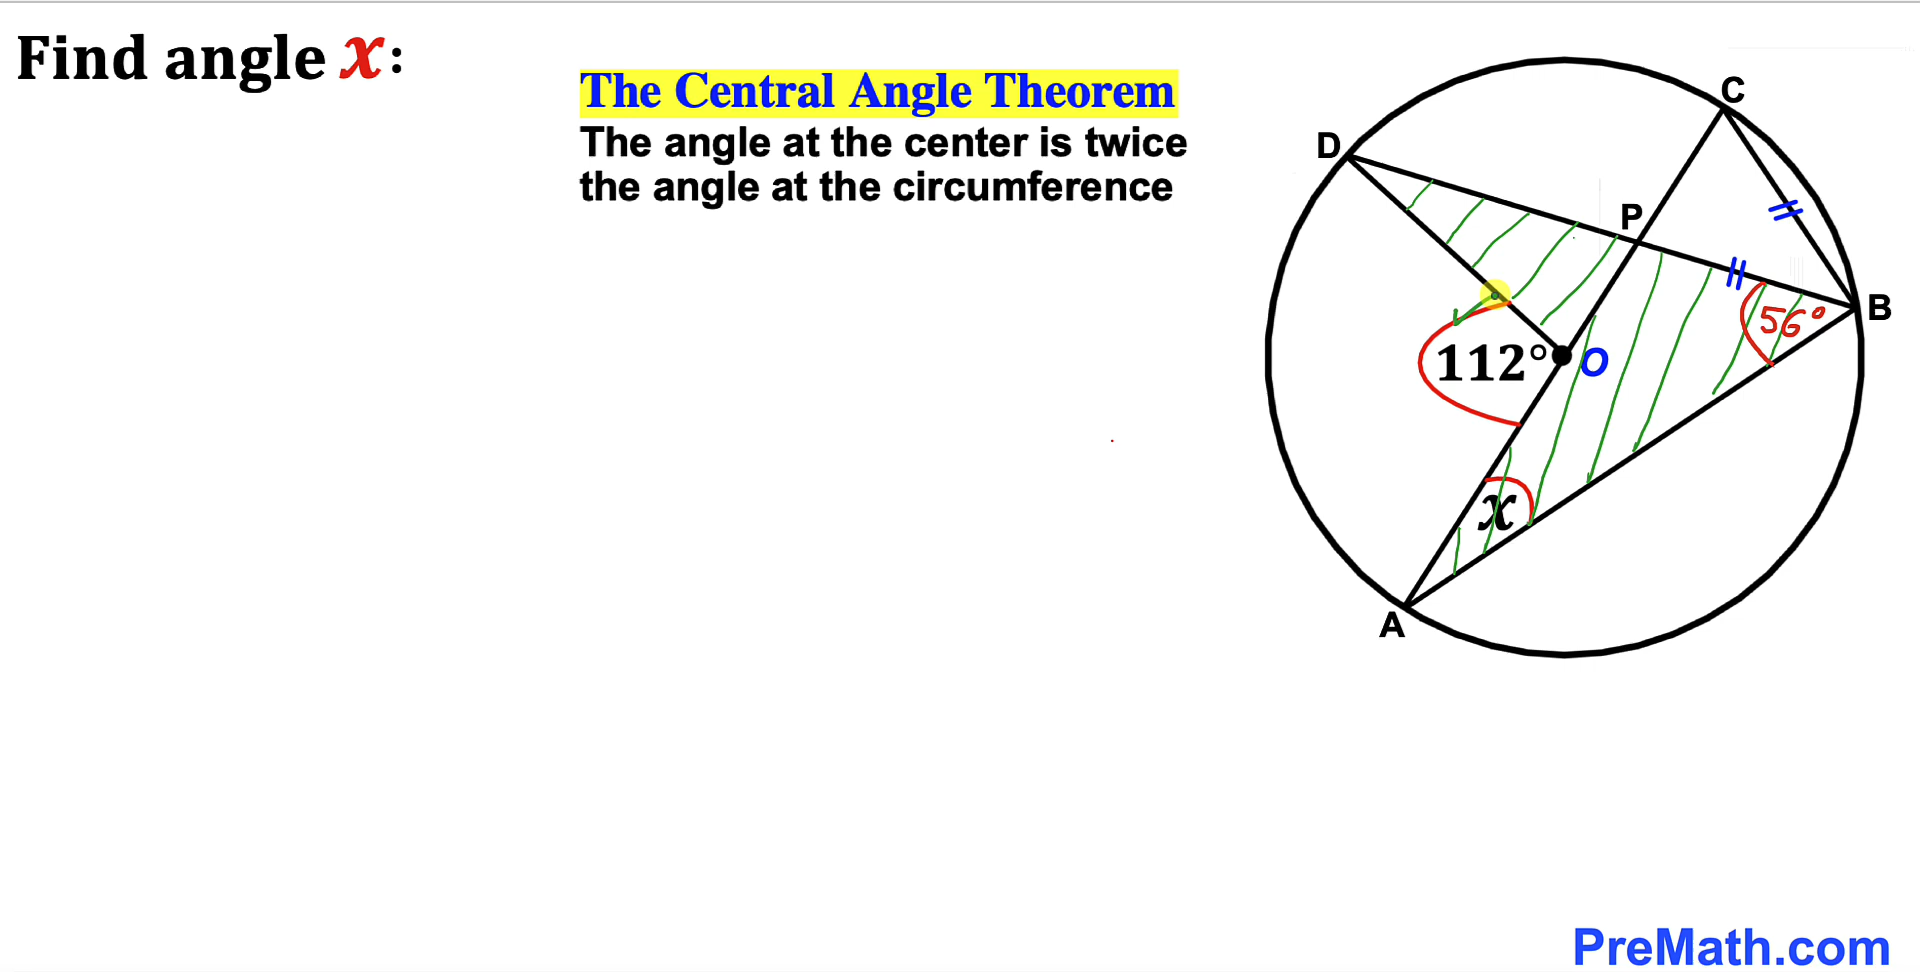 Find angle x:
The Central Angle Theorem
The angle at the center is twice
the angle at the circumference
C
D
P
B
56°
112°
O
x
A
PreMath.com